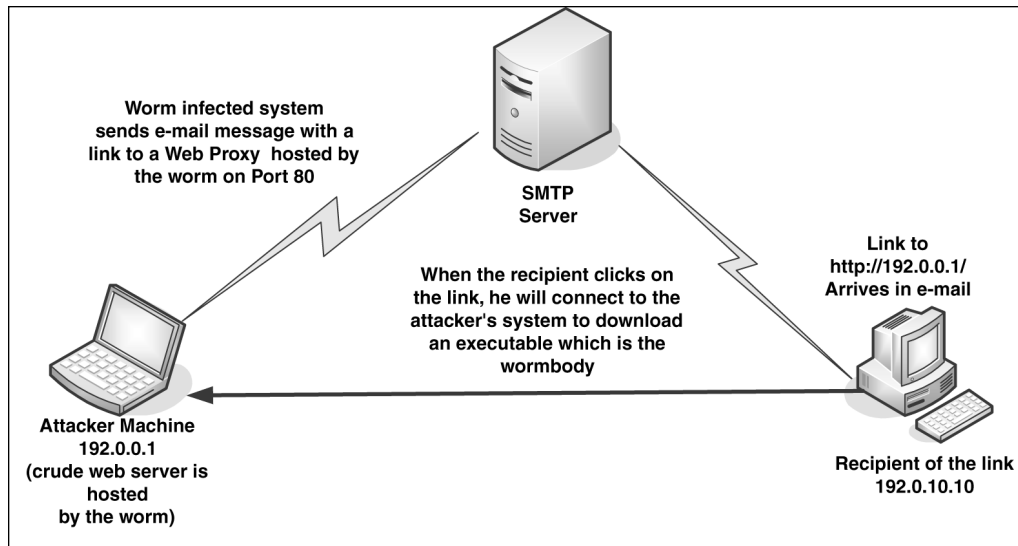 Worm infected system
sends e-mail message with a
link to a Web Proxy hosted by
the worm on Port 80
SMTP
Server
Link to
http://192.0.0.1/
Arrives in e-mail
When the recipient clicks on
the link, he will connect to the
attacker's system to download
an executable which is the
wormbody
Attacker Machine
192.0.0.1
(crude web server is
hosted
by the worm)
Recipient of the link
192.0.10.10